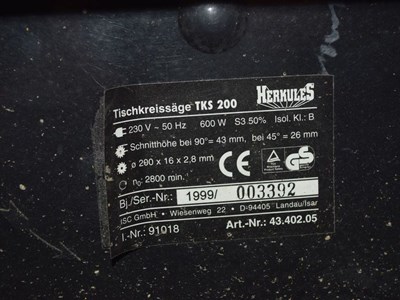 Tischkreissäge TKS 200 HERKULES
230 V ~ 50 Hz 600 W S3 50% Isol. Kl.: B
Schnitthöhe bei 90°= 43 mm, bei 45°= 26 mm
ø 200 x 16 x 2,8 mm
n₀: 2800 min.
CE GS
Bj./Ser.-Nr.: 1999/ 003392
ISC GmbH · Wiesenweg 22 · D-94405 Landau/Isar
I.-Nr.: 91018 Art.-Nr.: 43.402.05